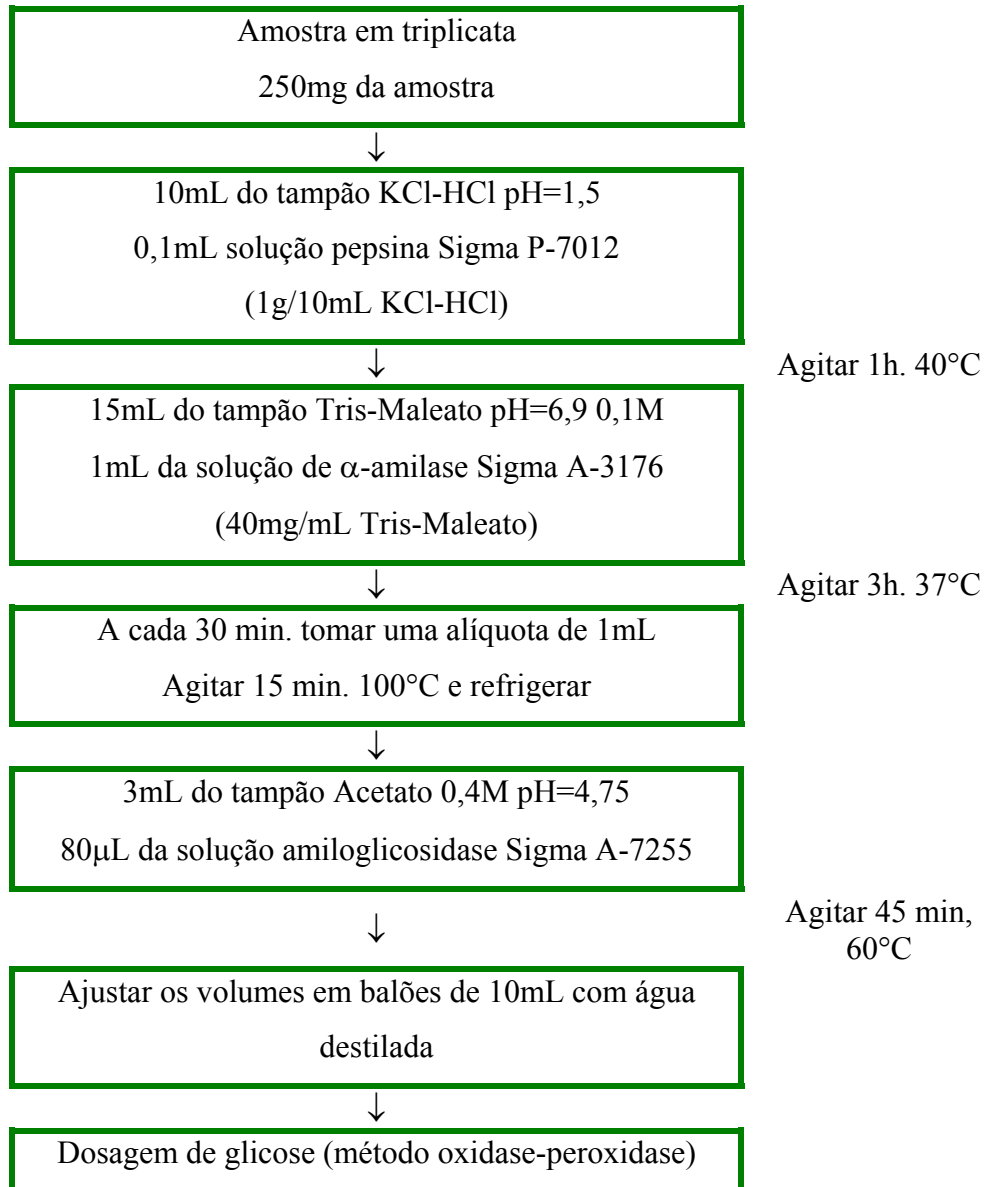 Amostra em triplicata
250mg da amostra
↓
10mL do tampão KCl-HCl pH=1,5
0,1mL solução pepsina Sigma P-7012
(1g/10mL KCl-HCl)
↓
Agitar 1h. 40°C
15mL do tampão Tris-Maleato pH=6,9 0,1M
1mL da solução de α-amilase Sigma A-3176
(40mg/mL Tris-Maleato)
↓
Agitar 3h. 37°C
A cada 30 min. tomar uma alíquota de 1mL
Agitar 15 min. 100°C e refrigerar
↓
3mL do tampão Acetato 0,4M pH=4,75
80μL da solução amiloglicosidase Sigma A-7255
↓
Agitar 45 min,
60°C
Ajustar os volumes em balões de 10mL com água
destilada
↓
Dosagem de glicose (método oxidase-peroxidase)